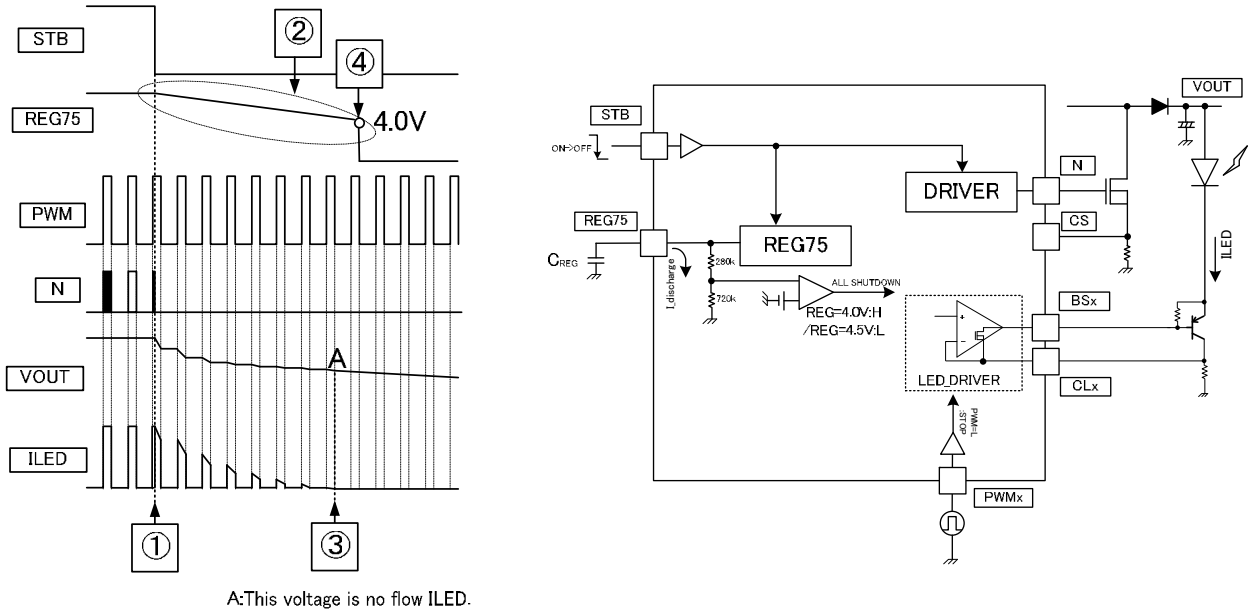 STB
②
④
REG75
4.0V
PWM
N
VOUT
A
ILED
①
③
A:This voltage is no flow ILED.
VOUT
STB
ON->OFF
DRIVER
N
CS
REG75
REG75
CREG
I_discharge
280k
720k
ALL SHUTDOWN
REG=4.0V:H
/REG=4.5V:L
ILED
BSx
+
-
LED_DRIVER
CLx
PWM=L
:STOP
PWMx